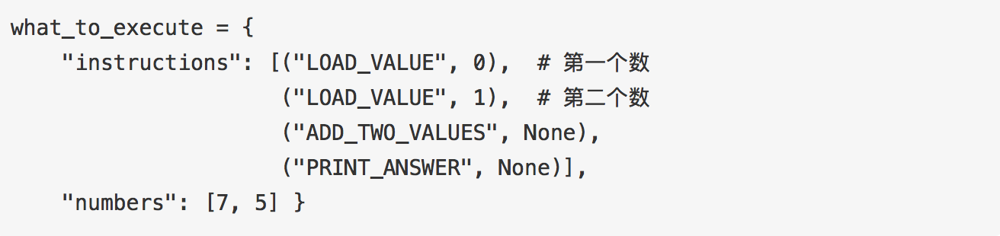 what_to_execute = {
    "instructions": [("LOAD_VALUE", 0),  # 第一个数
                     ("LOAD_VALUE", 1),  # 第二个数
                     ("ADD_TWO_VALUES", None),
                     ("PRINT_ANSWER", None)],
    "numbers": [7, 5] }